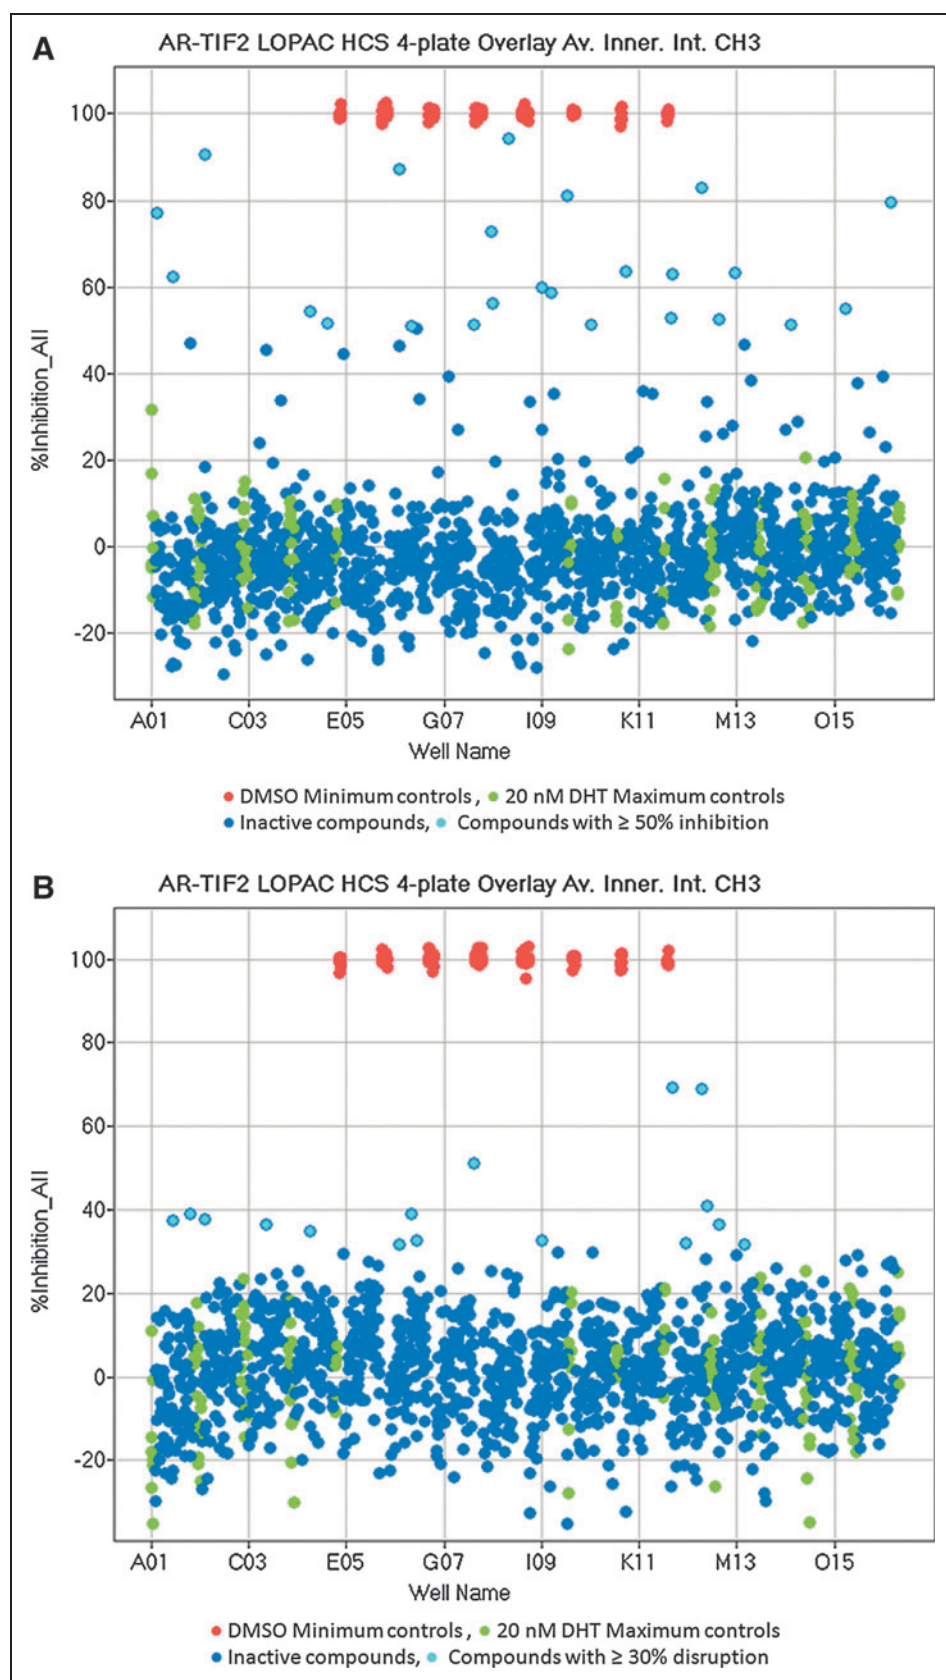 A
AR-TIF2 LOPAC HCS 4-plate Overlay Av. Inner. Int. CH3
%Inhibition_All
100
80
60
40
20
0
-20
A01 C03 E05 G07 I09 K11 M13 O15
Well Name
DMSO Minimum controls , 20 nM DHT Maximum controls
Inactive compounds, Compounds with ≥ 50% inhibition
B
AR-TIF2 LOPAC HCS 4-plate Overlay Av. Inner. Int. CH3
%Inhibition_All
100
80
60
40
20
0
-20
A01 C03 E05 G07 I09 K11 M13 O15
Well Name
DMSO Minimum controls , 20 nM DHT Maximum controls
Inactive compounds, Compounds with ≥ 30% disruption